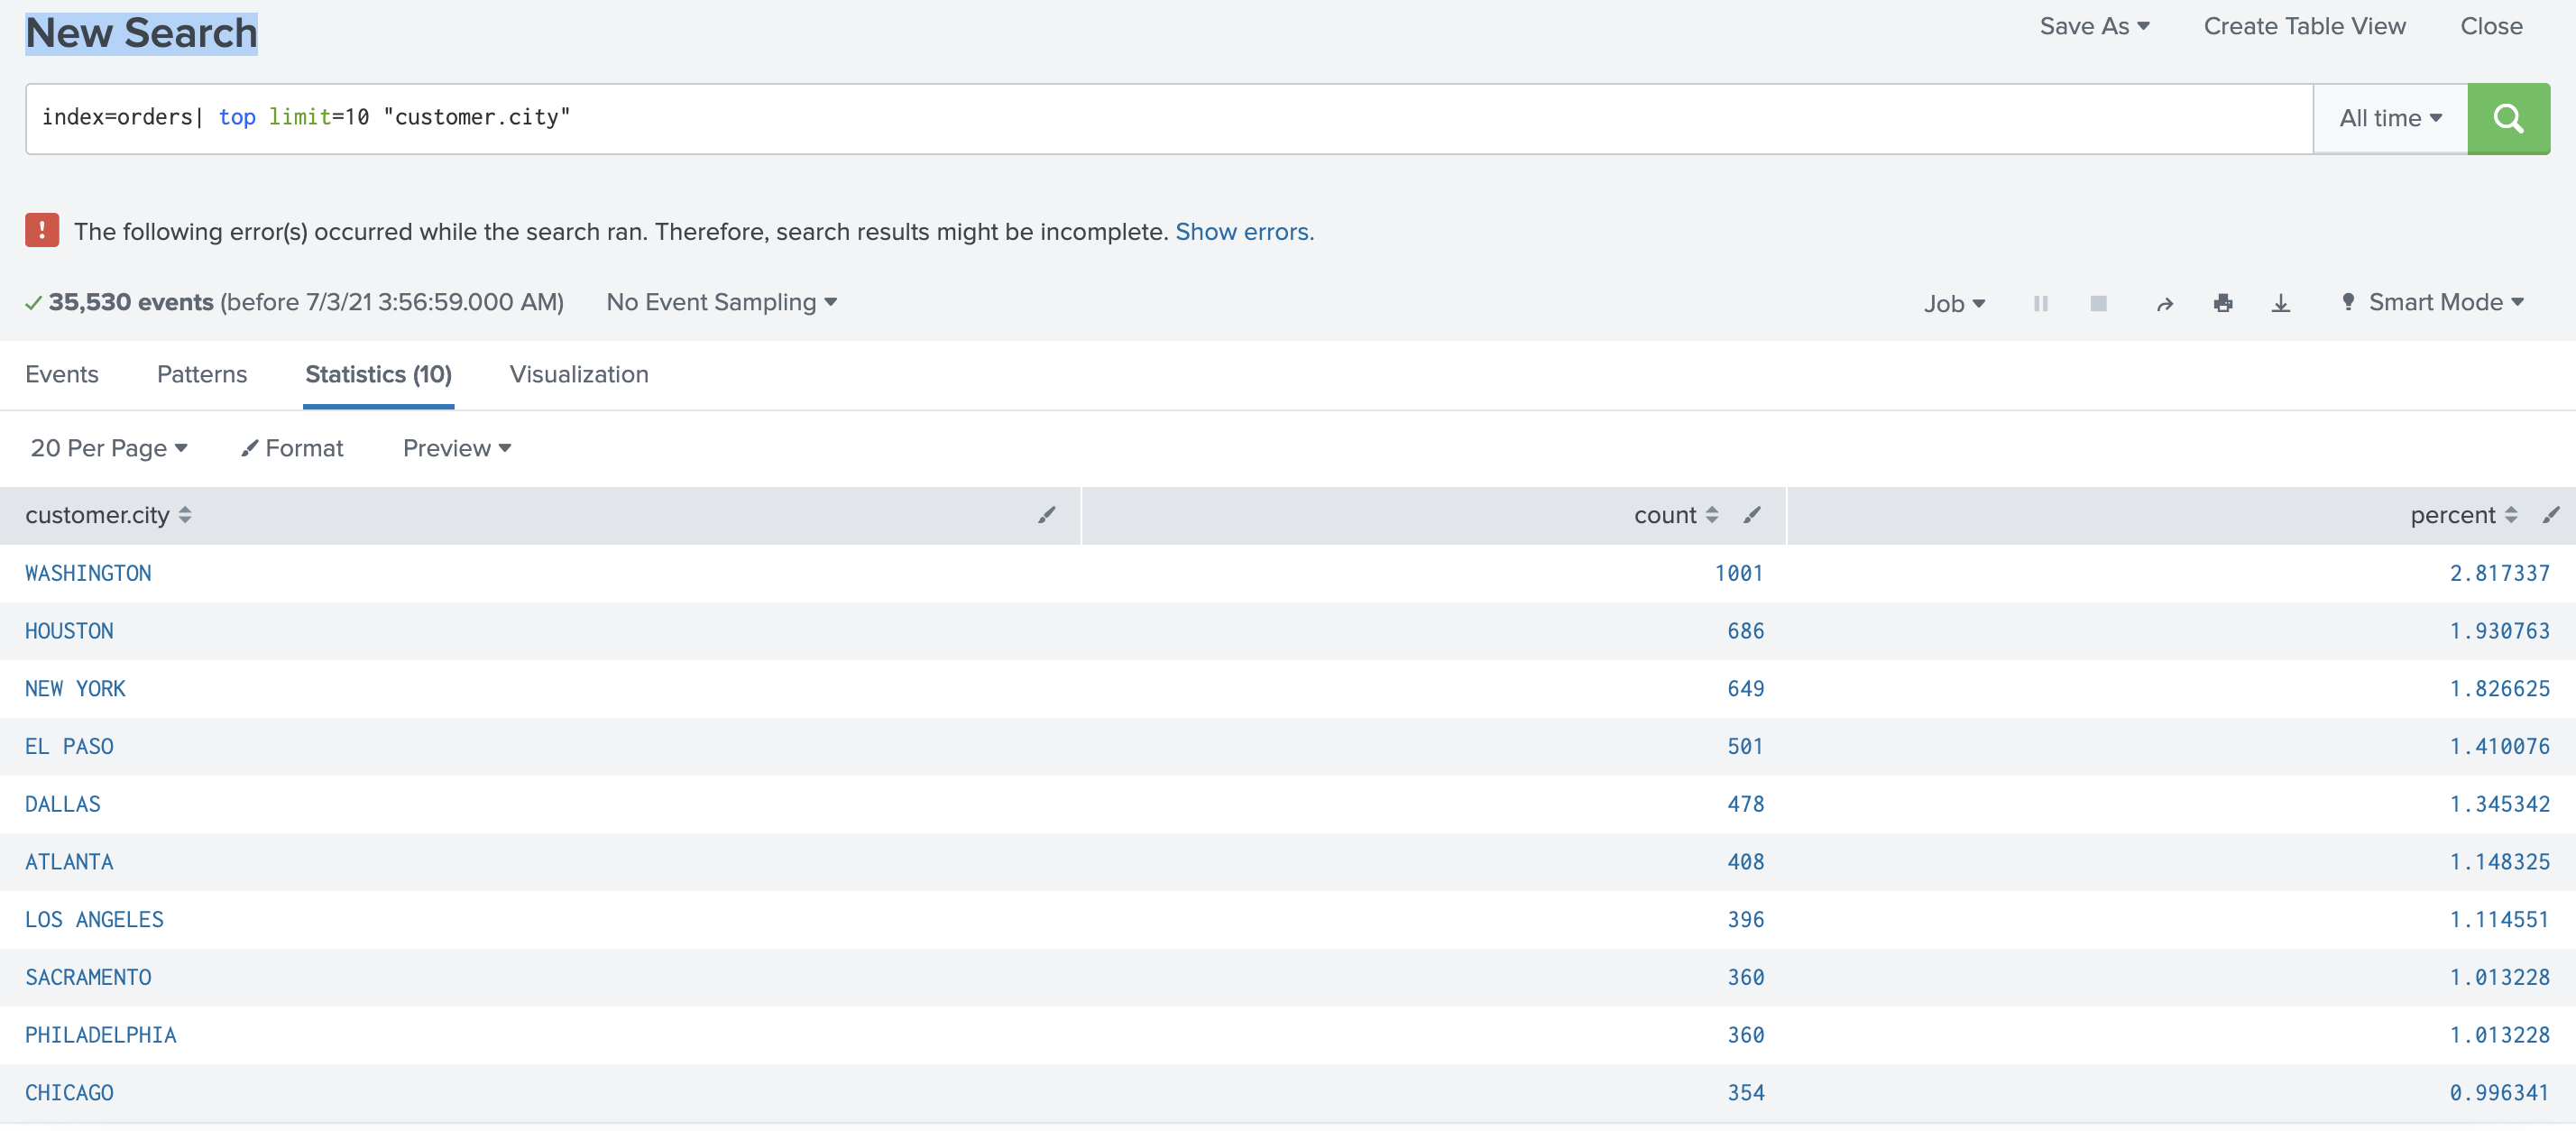 New Search
Save As Create Table View Close
index=orders| top limit=10 "customer.city"
All time
! The following error(s) occurred while the search ran. Therefore, search results might be incomplete. Show errors.
35,530 events (before 7/3/21 3:56:59.000 AM) No Event Sampling
Job Smart Mode
Events Patterns Statistics (10) Visualization
20 Per Page Format Preview
customer.city count percent
WASHINGTON 1001 2.817337
HOUSTON 686 1.930763
NEW YORK 649 1.826625
EL PASO 501 1.410076
DALLAS 478 1.345342
ATLANTA 408 1.148325
LOS ANGELES 396 1.114551
SACRAMENTO 360 1.013228
PHILADELPHIA 360 1.013228
CHICAGO 354 0.996341